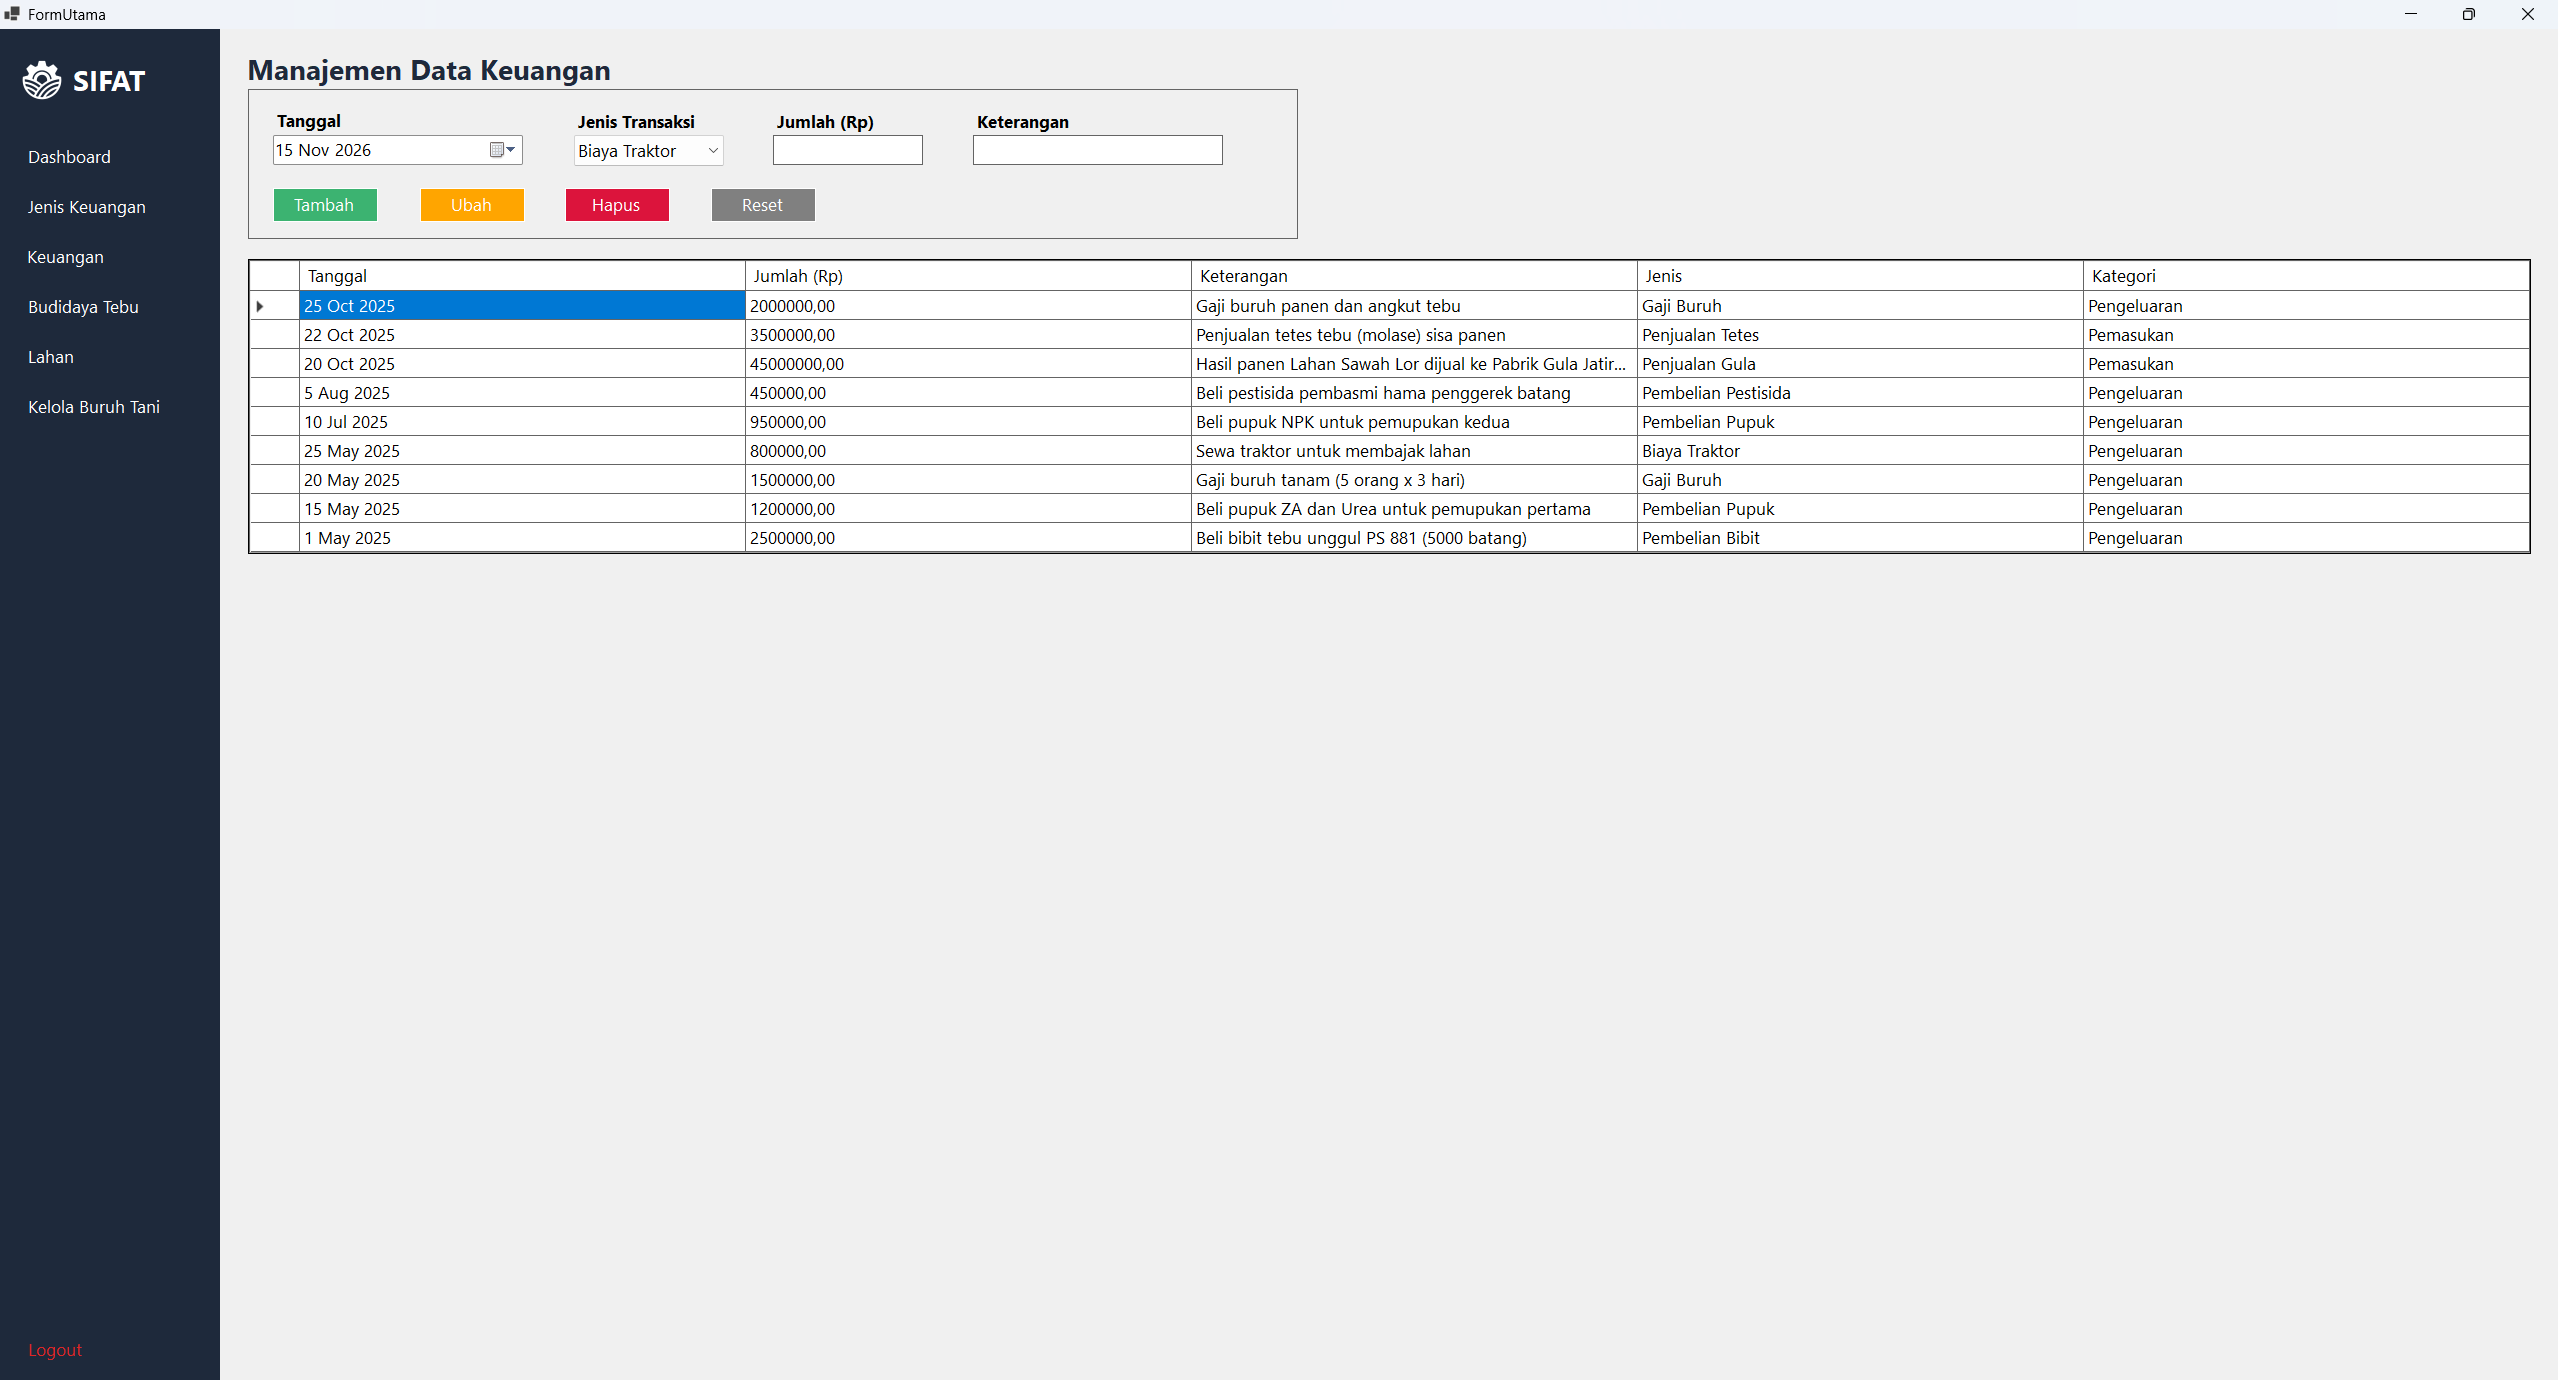 FormUtama
SIFAT
Dashboard
Jenis Keuangan
Keuangan
Budidaya Tebu
Lahan
Kelola Buruh Tani
Logout
Manajemen Data Keuangan
Tanggal Jenis Transaksi Jumlah (Rp) Keterangan
15 Nov 2026 Biaya Traktor
Tambah Ubah Hapus Reset
Tanggal Jumlah (Rp) Keterangan Jenis Kategori
25 Oct 2025 2000000,00 Gaji buruh panen dan angkut tebu Gaji Buruh Pengeluaran
22 Oct 2025 3500000,00 Penjualan tetes tebu (molase) sisa panen Penjualan Tetes Pemasukan
20 Oct 2025 45000000,00 Hasil panen Lahan Sawah Lor dijual ke Pabrik Gula Jatir... Penjualan Gula Pemasukan
5 Aug 2025 450000,00 Beli pestisida pembasmi hama penggerek batang Pembelian Pestisida Pengeluaran
10 Jul 2025 950000,00 Beli pupuk NPK untuk pemupukan kedua Pembelian Pupuk Pengeluaran
25 May 2025 800000,00 Sewa traktor untuk membajak lahan Biaya Traktor Pengeluaran
20 May 2025 1500000,00 Gaji buruh tanam (5 orang x 3 hari) Gaji Buruh Pengeluaran
15 May 2025 1200000,00 Beli pupuk ZA dan Urea untuk pemupukan pertama Pembelian Pupuk Pengeluaran
1 May 2025 2500000,00 Beli bibit tebu unggul PS 881 (5000 batang) Pembelian Bibit Pengeluaran